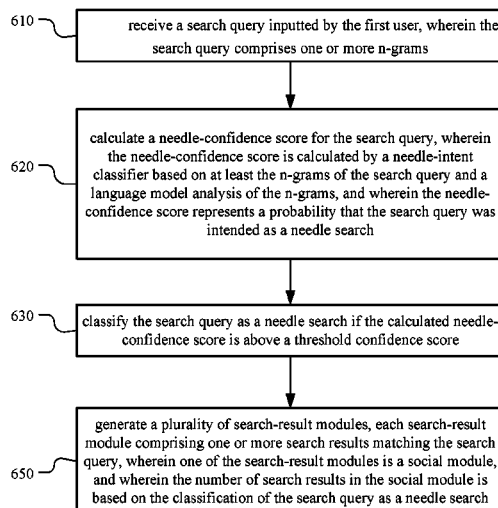 610
receive a search query inputted by the first user, wherein the
search query comprises one or more n-grams
620
calculate a needle-confidence score for the search query, wherein
the needle-confidence score is calculated by a needle-intent
classifier based on at least the n-grams of the search query and a
language model analysis of the n-grams, and wherein the needle-
confidence score represents a probability that the search query was
intended as a needle search
630
classify the search query as a needle search if the calculated needle-
confidence score is above a threshold confidence score
650
generate a plurality of search-result modules, each search-result
module comprising one or more search results matching the search
query, wherein one of the search-result modules is a social module,
and wherein the number of search results in the social module is
based on the classification of the search query as a needle search